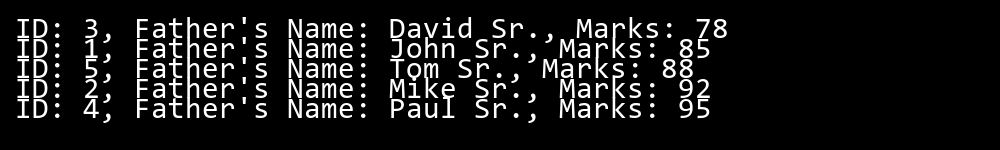 ID: 3, Father's Name: David Sr., Marks: 78
ID: 1, Father's Name: John Sr., Marks: 85
ID: 5, Father's Name: Tom Sr., Marks: 88
ID: 2, Father's Name: Mike Sr., Marks: 92
ID: 4, Father's Name: Paul Sr., Marks: 95